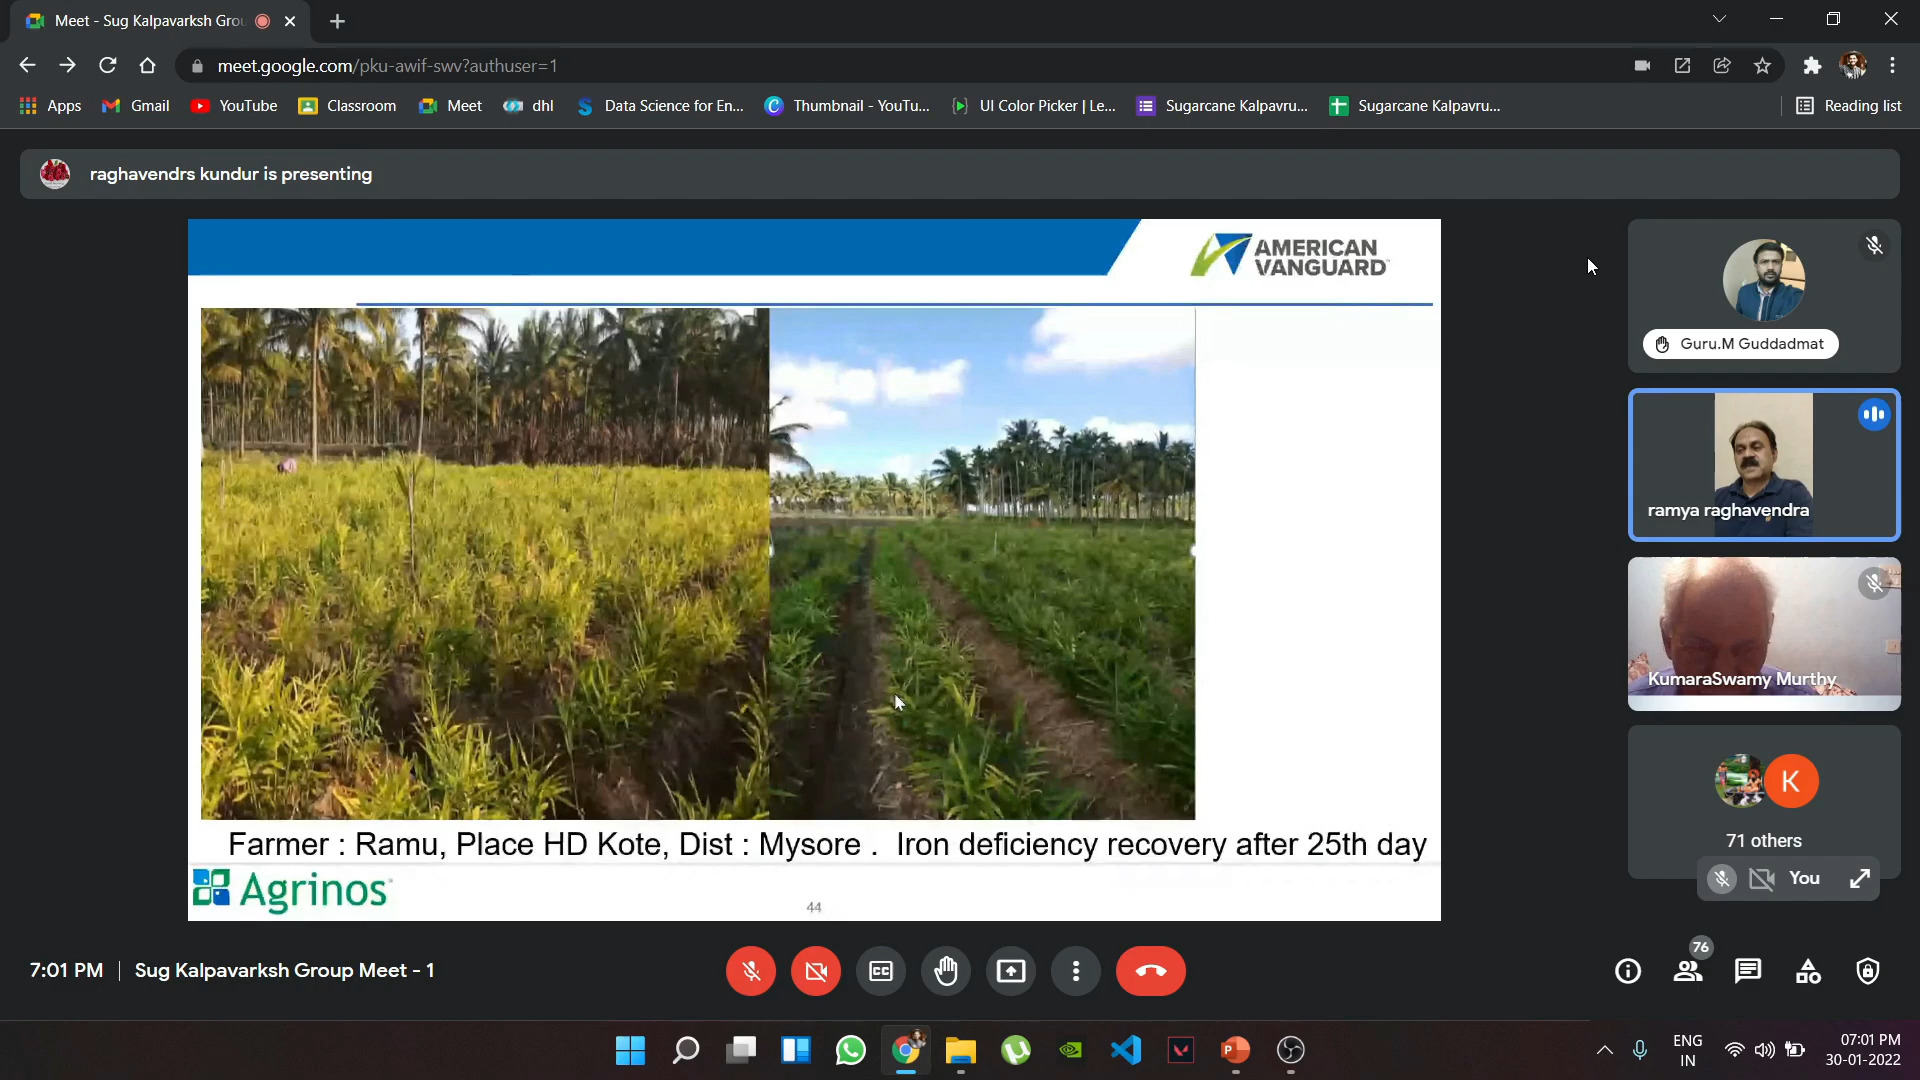 Meet - Sug Kalpavarksh Grou
meet.google.com/pku-awif-swv?authuser=1
Apps
Gmail
YouTube
Classroom
Meet
dhl
Data Science for En...
Thumbnail - YouTu...
UI Color Picker | Le...
Sugarcane Kalpavru...
Sugarcane Kalpavru...
Reading list
raghavendrs kundur is presenting
AMERICAN
VANGUARD™
Guru.M Guddadmat
ramya raghavendra
KumaraSwamy Murthy
K
71 others
You
Farmer : Ramu, Place HD Kote, Dist : Mysore . Iron deficiency recovery after 25th day
Agrinos
44
7:01 PM | Sug Kalpavarksh Group Meet - 1
CC
76
ENG
IN
07:01 PM
30-01-2022